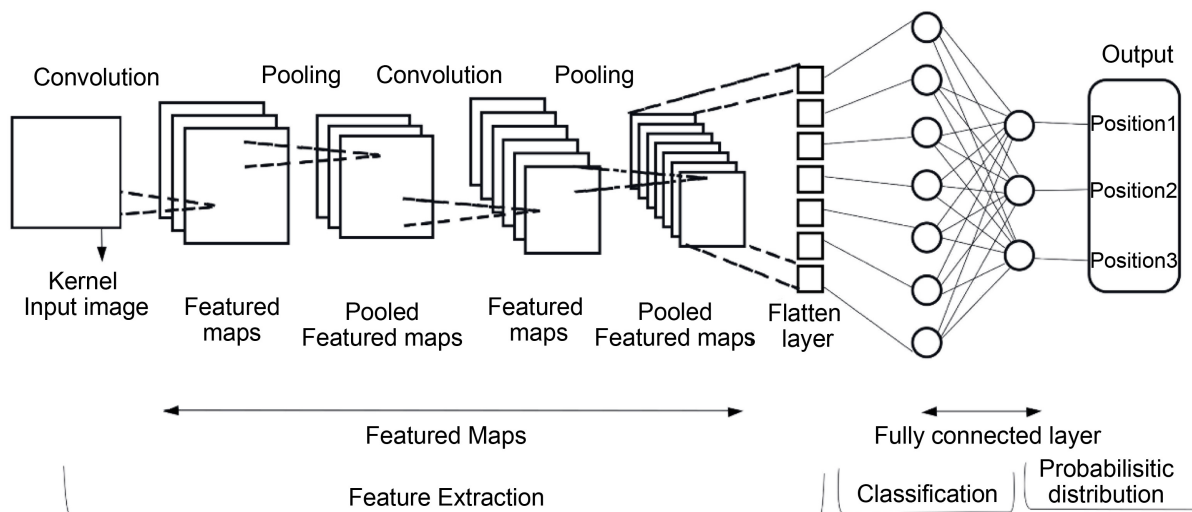 Convolution
Pooling
Convolution
Pooling
Output
Position1
Position2
Position3
Kernel
Input image
Featured
maps
Pooled
Featured maps
Featured
maps
Pooled
Featured maps
Flatten
layer
Featured Maps
Fully connected layer
Feature Extraction
Classification
Probabilisitic
distribution